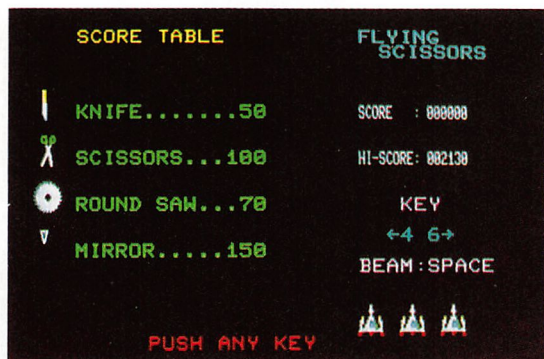 SCORE TABLE
KNIFE.......50
SCISSORS...100
ROUND SAW...70
MIRROR.....150
FLYING
SCISSORS
SCORE : 000000
HI-SCORE: 002130
KEY
←4 6→
BEAM:SPACE
PUSH ANY KEY